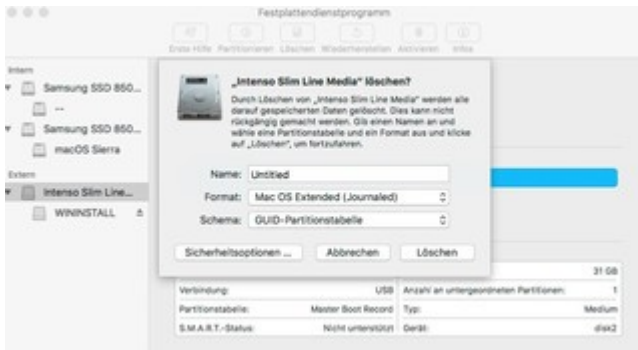 Festplattendienstprogramm
Erste Hilfe Partitionieren Löschen Wiederherstellen Aktivieren Infos
Intern
Samsung SSD 850...
--
Samsung SSD 850...
macOS Sierra
Extern
Intenso Slim Line...
WININSTALL
„Intenso Slim Line Media“ löschen?
Durch Löschen von „Intenso Slim Line Media“ werden alle
darauf gespeicherten Daten gelöscht. Dies kann nicht
rückgängig gemacht werden. Gib einen Namen an und
wähle eine Partitionstabelle und ein Format aus und klicke
auf „Löschen“, um fortzufahren.
Name: Untitled
Format: Mac OS Extended (Journaled)
Schema: GUID-Partitionstabelle
Sicherheitsoptionen ... Abbrechen Löschen
31 GB
Verbindung: USB Anzahl an untergeordneten Partitionen: 1
Partitionstabelle: Master Boot Record Typ: Medium
S.M.A.R.T.-Status: Nicht unterstützt Gerät: disk2